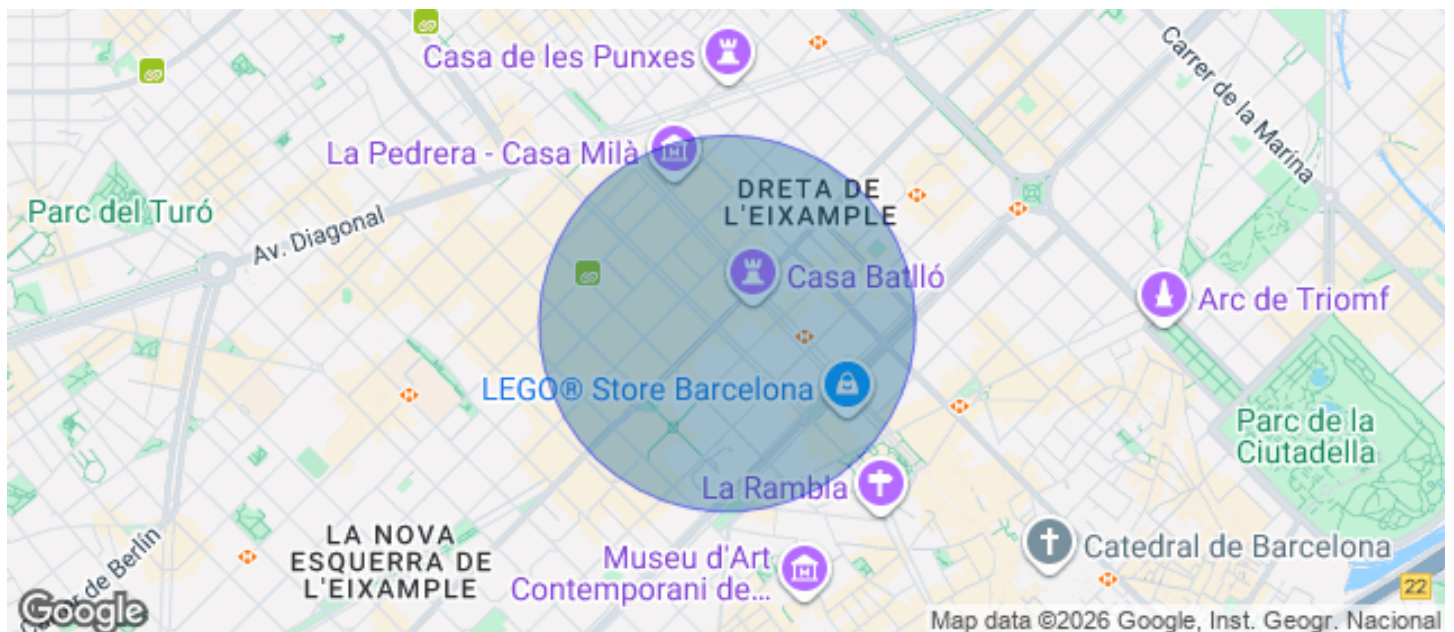 Casa de les Punxes
Carrer de la Marina
La Pedrera - Casa Milà
DRETA DE
L'EIXAMPLE
Parc del Turó
Av. Diagonal
Casa Batlló
Arc de Triomf
LEGO® Store Barcelona
Parc de la
Ciutadella
La Rambla
LA NOVA
ESQUERRA DE
L'EIXAMPLE
Museu d'Art
Contemporani de...
Catedral de Barcelona
de Berlín
22
Google
Map data ©2026 Google, Inst. Geogr. Nacional